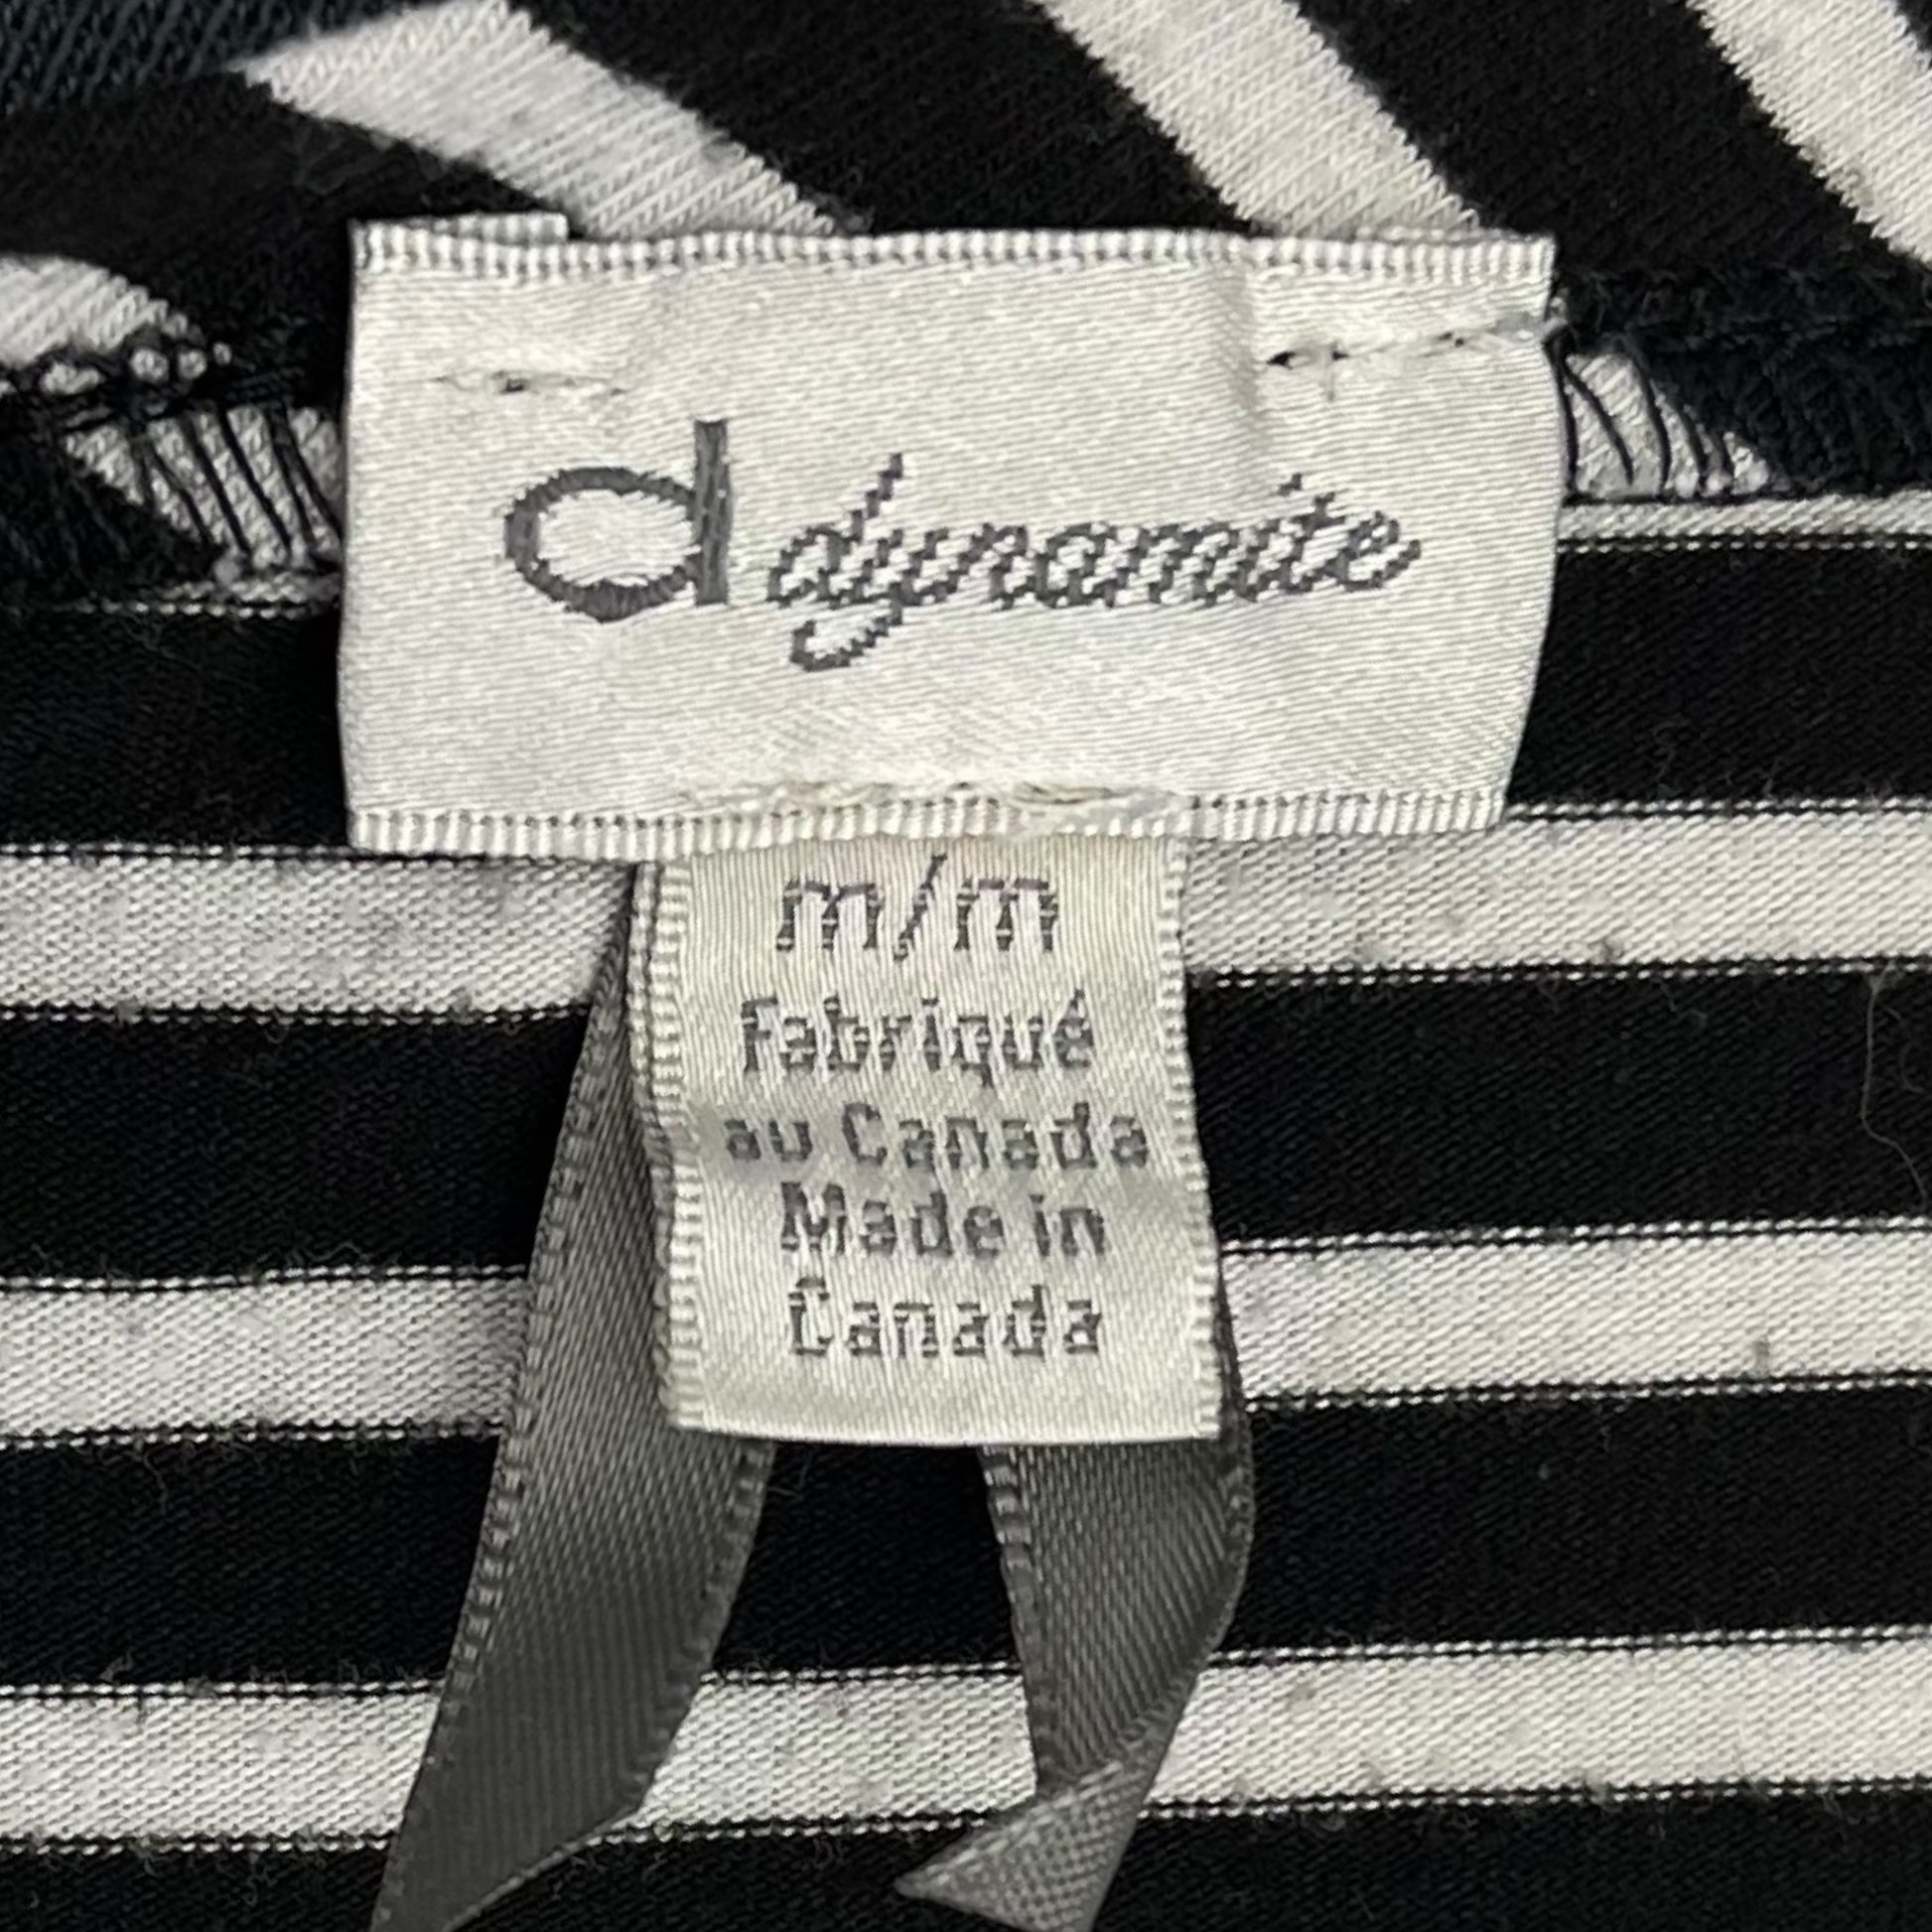 d dynamite
m/m
Fabriqué
au Canada
Made in
Canada